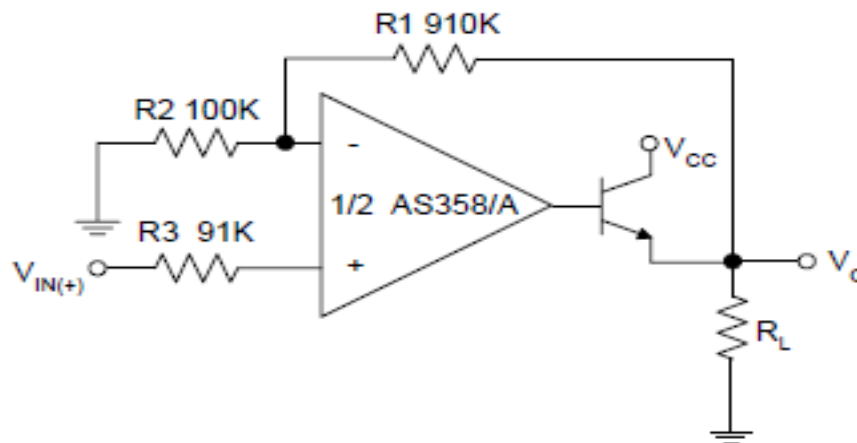 R1 910K
R2 100K
-
VCC
1/2 AS358/A
R3 91K
+
VIN(+)
RL